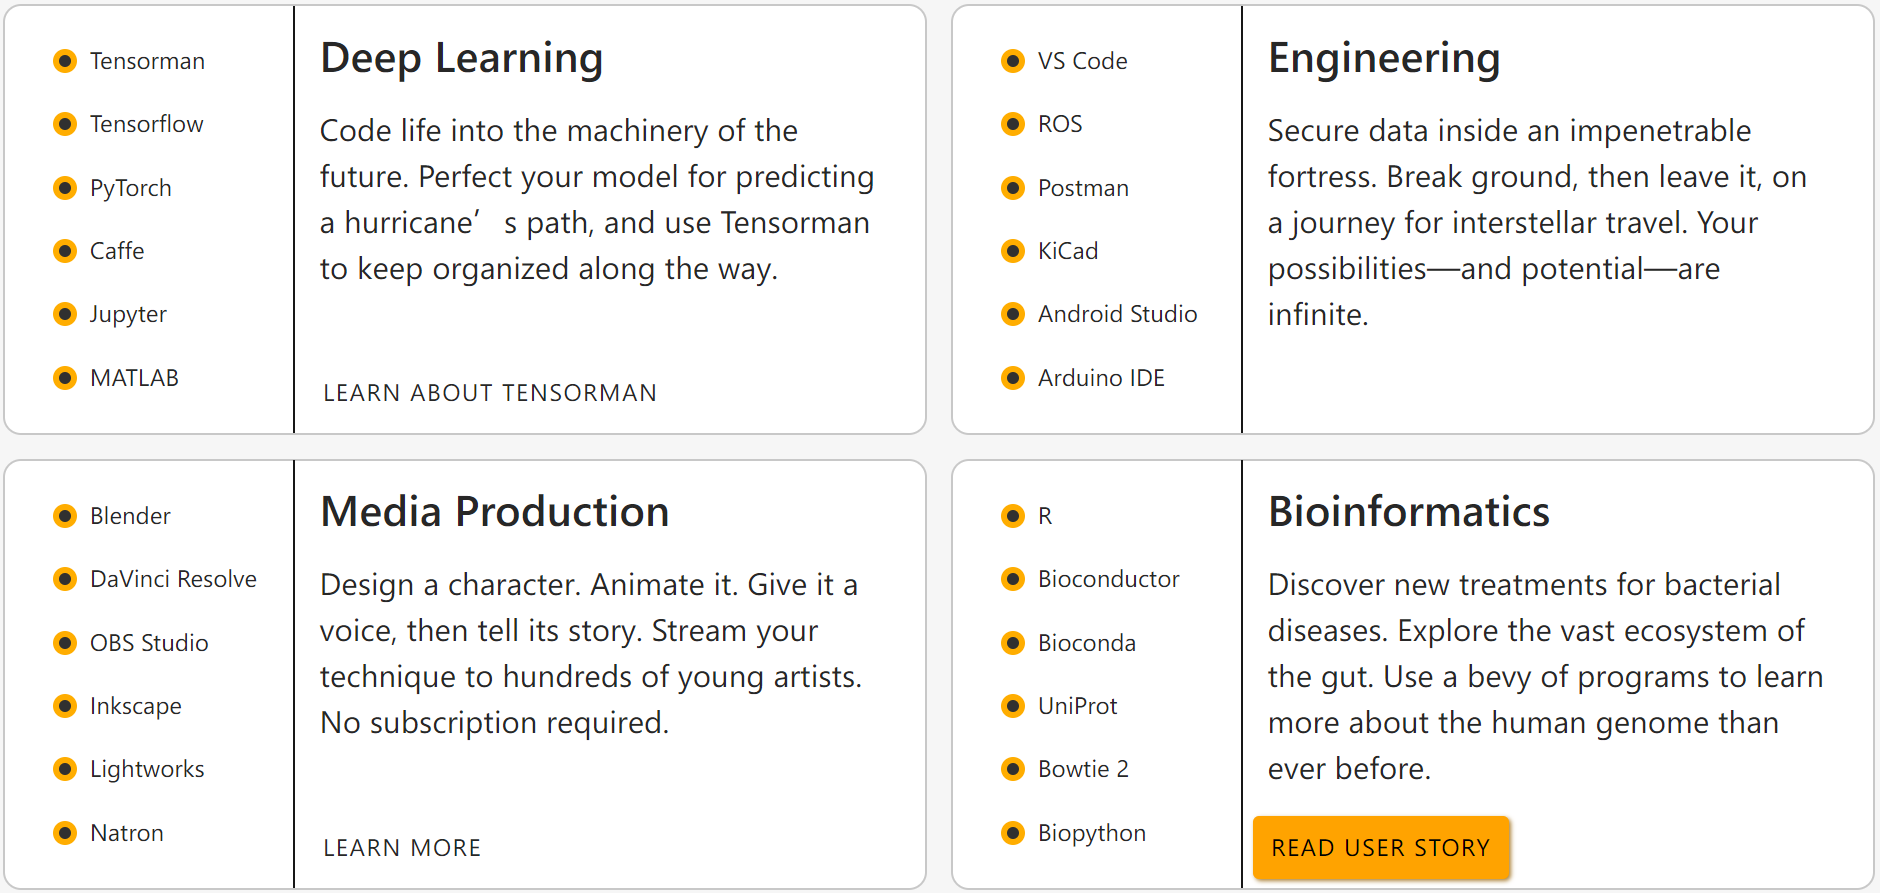 Tensorman
Tensorflow
PyTorch
Caffe
Jupyter
MATLAB
Deep Learning
Code life into the machinery of the
future. Perfect your model for predicting
a hurricane’s path, and use Tensorman
to keep organized along the way.
LEARN ABOUT TENSORMAN
VS Code
ROS
Postman
KiCad
Android Studio
Arduino IDE
Engineering
Secure data inside an impenetrable
fortress. Break ground, then leave it, on
a journey for interstellar travel. Your
possibilities—and potential—are
infinite.
Blender
DaVinci Resolve
OBS Studio
Inkscape
Lightworks
Natron
Media Production
Design a character. Animate it. Give it a
voice, then tell its story. Stream your
technique to hundreds of young artists.
No subscription required.
LEARN MORE
R
Bioconductor
Bioconda
UniProt
Bowtie 2
Biopython
Bioinformatics
Discover new treatments for bacterial
diseases. Explore the vast ecosystem of
the gut. Use a bevy of programs to learn
more about the human genome than
ever before.
READ USER STORY